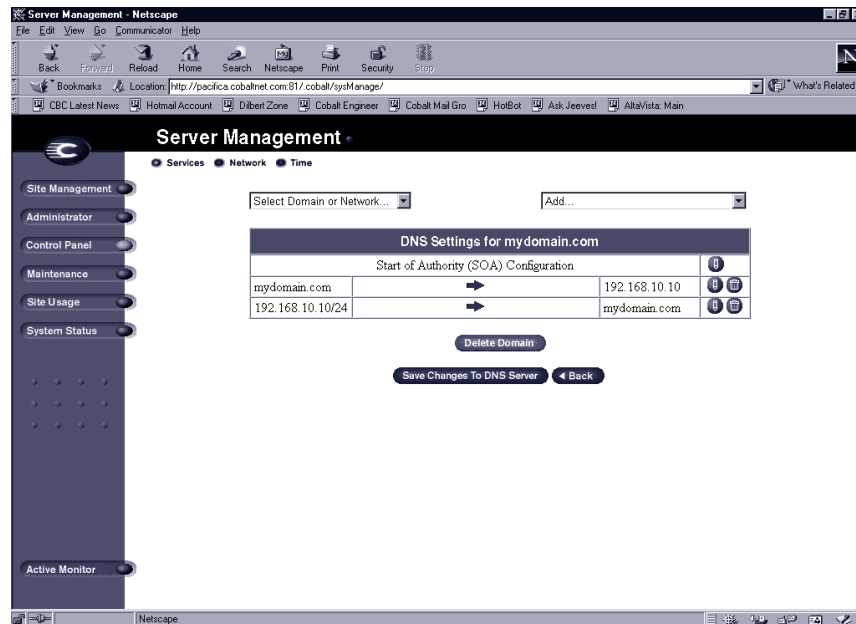 Server Management - Netscape
File Edit View Go Communicator Help
Back Forward Reload Home Search Netscape Print Security Stop
Bookmarks Location: http://pacifica.cobaltnet.com:81/.cobalt/sysManage/ What's Related
CBC Latest News Hotmail Account Dilbert Zone Cobalt Engineer Cobalt Mail Gro HotBot Ask Jeeves! AltaVista: Main
Server Management
Services Network Time
Site Management
Administrator
Control Panel
Maintenance
Site Usage
System Status
Active Monitor
Select Domain or Network... Add...
DNS Settings for mydomain.com
Start of Authority (SOA) Configuration
mydomain.com 192.168.10.10
192.168.10.10/24 mydomain.com
Delete Domain
Save Changes To DNS Server Back
Netscape